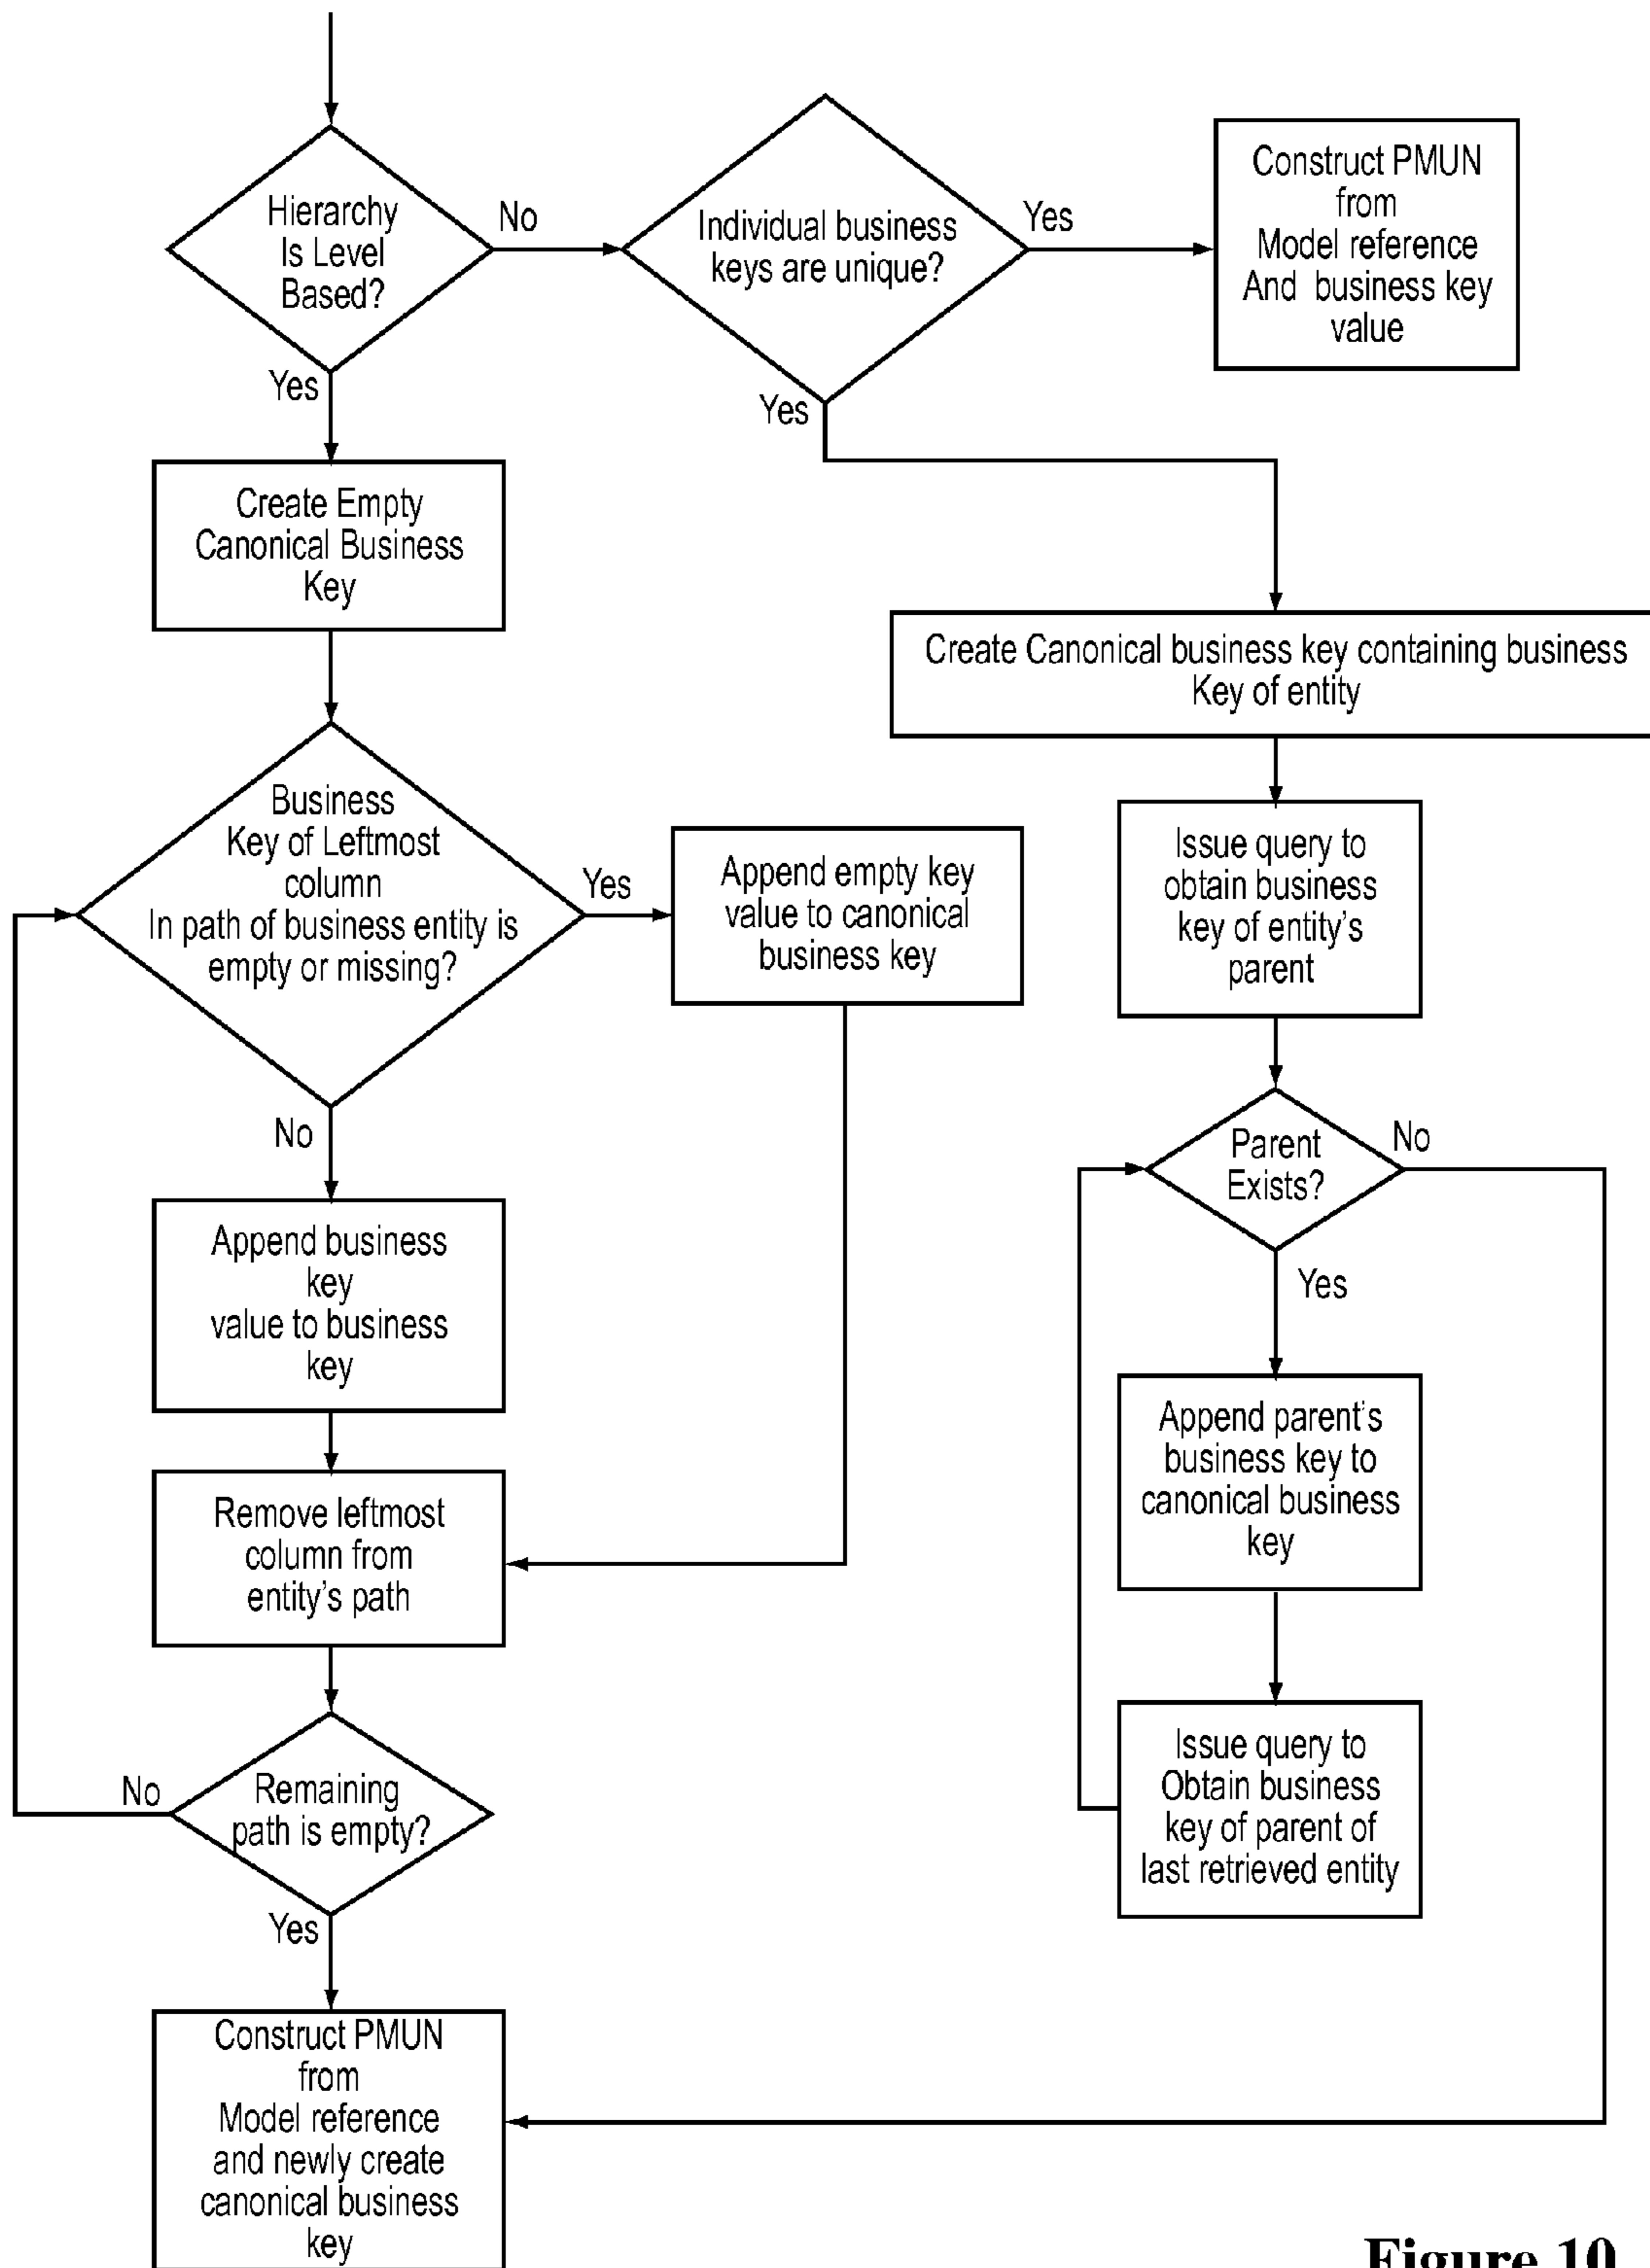 Hierarchy
Is Level
Based?
No
Yes
Individual business
keys are unique?
Yes
Yes
Construct PMUN
from
Model reference
And business key
value
Create Empty
Canonical Business
Key
Create Canonical business key containing business
Key of entity
Business
Key of Leftmost
column
In path of business entity is
empty or missing?
Yes
No
Append empty key
value to canonical
business key
Issue query to
obtain business
key of entity's
parent
Parent
Exists?
No
Yes
Append business
key
value to business
key
Append parent's
business key to
canonical business
key
Remove leftmost
column from
entity's path
Issue query to
Obtain business
key of parent of
last retrieved entity
Remaining
path is empty?
No
Yes
Construct PMUN
from
Model reference
and newly create
canonical business
key
Figure 10